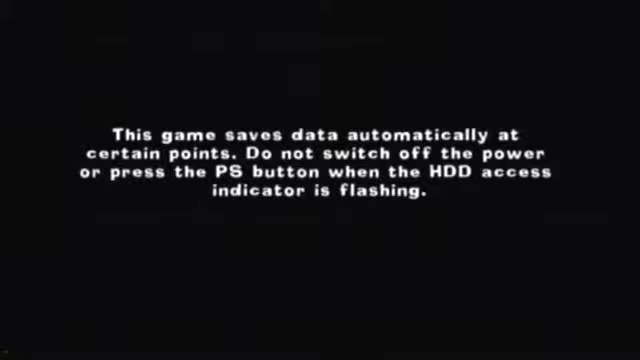 This game saves data automatically at
certain points. Do not switch off the power
or press the PS button when the HDD access
indicator is flashing.